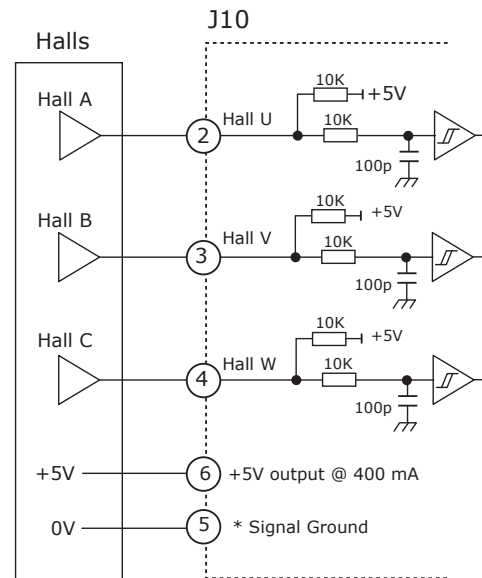 J10
Halls
10K
+5V
Hall A
Hall U
2
10K
100p
10K
+5V
Hall B
Hall V
3
10K
100p
10K
+5V
Hall C
Hall W
4
10K
100p
+5V
6
+5V output @ 400 mA
0V
5
* Signal Ground